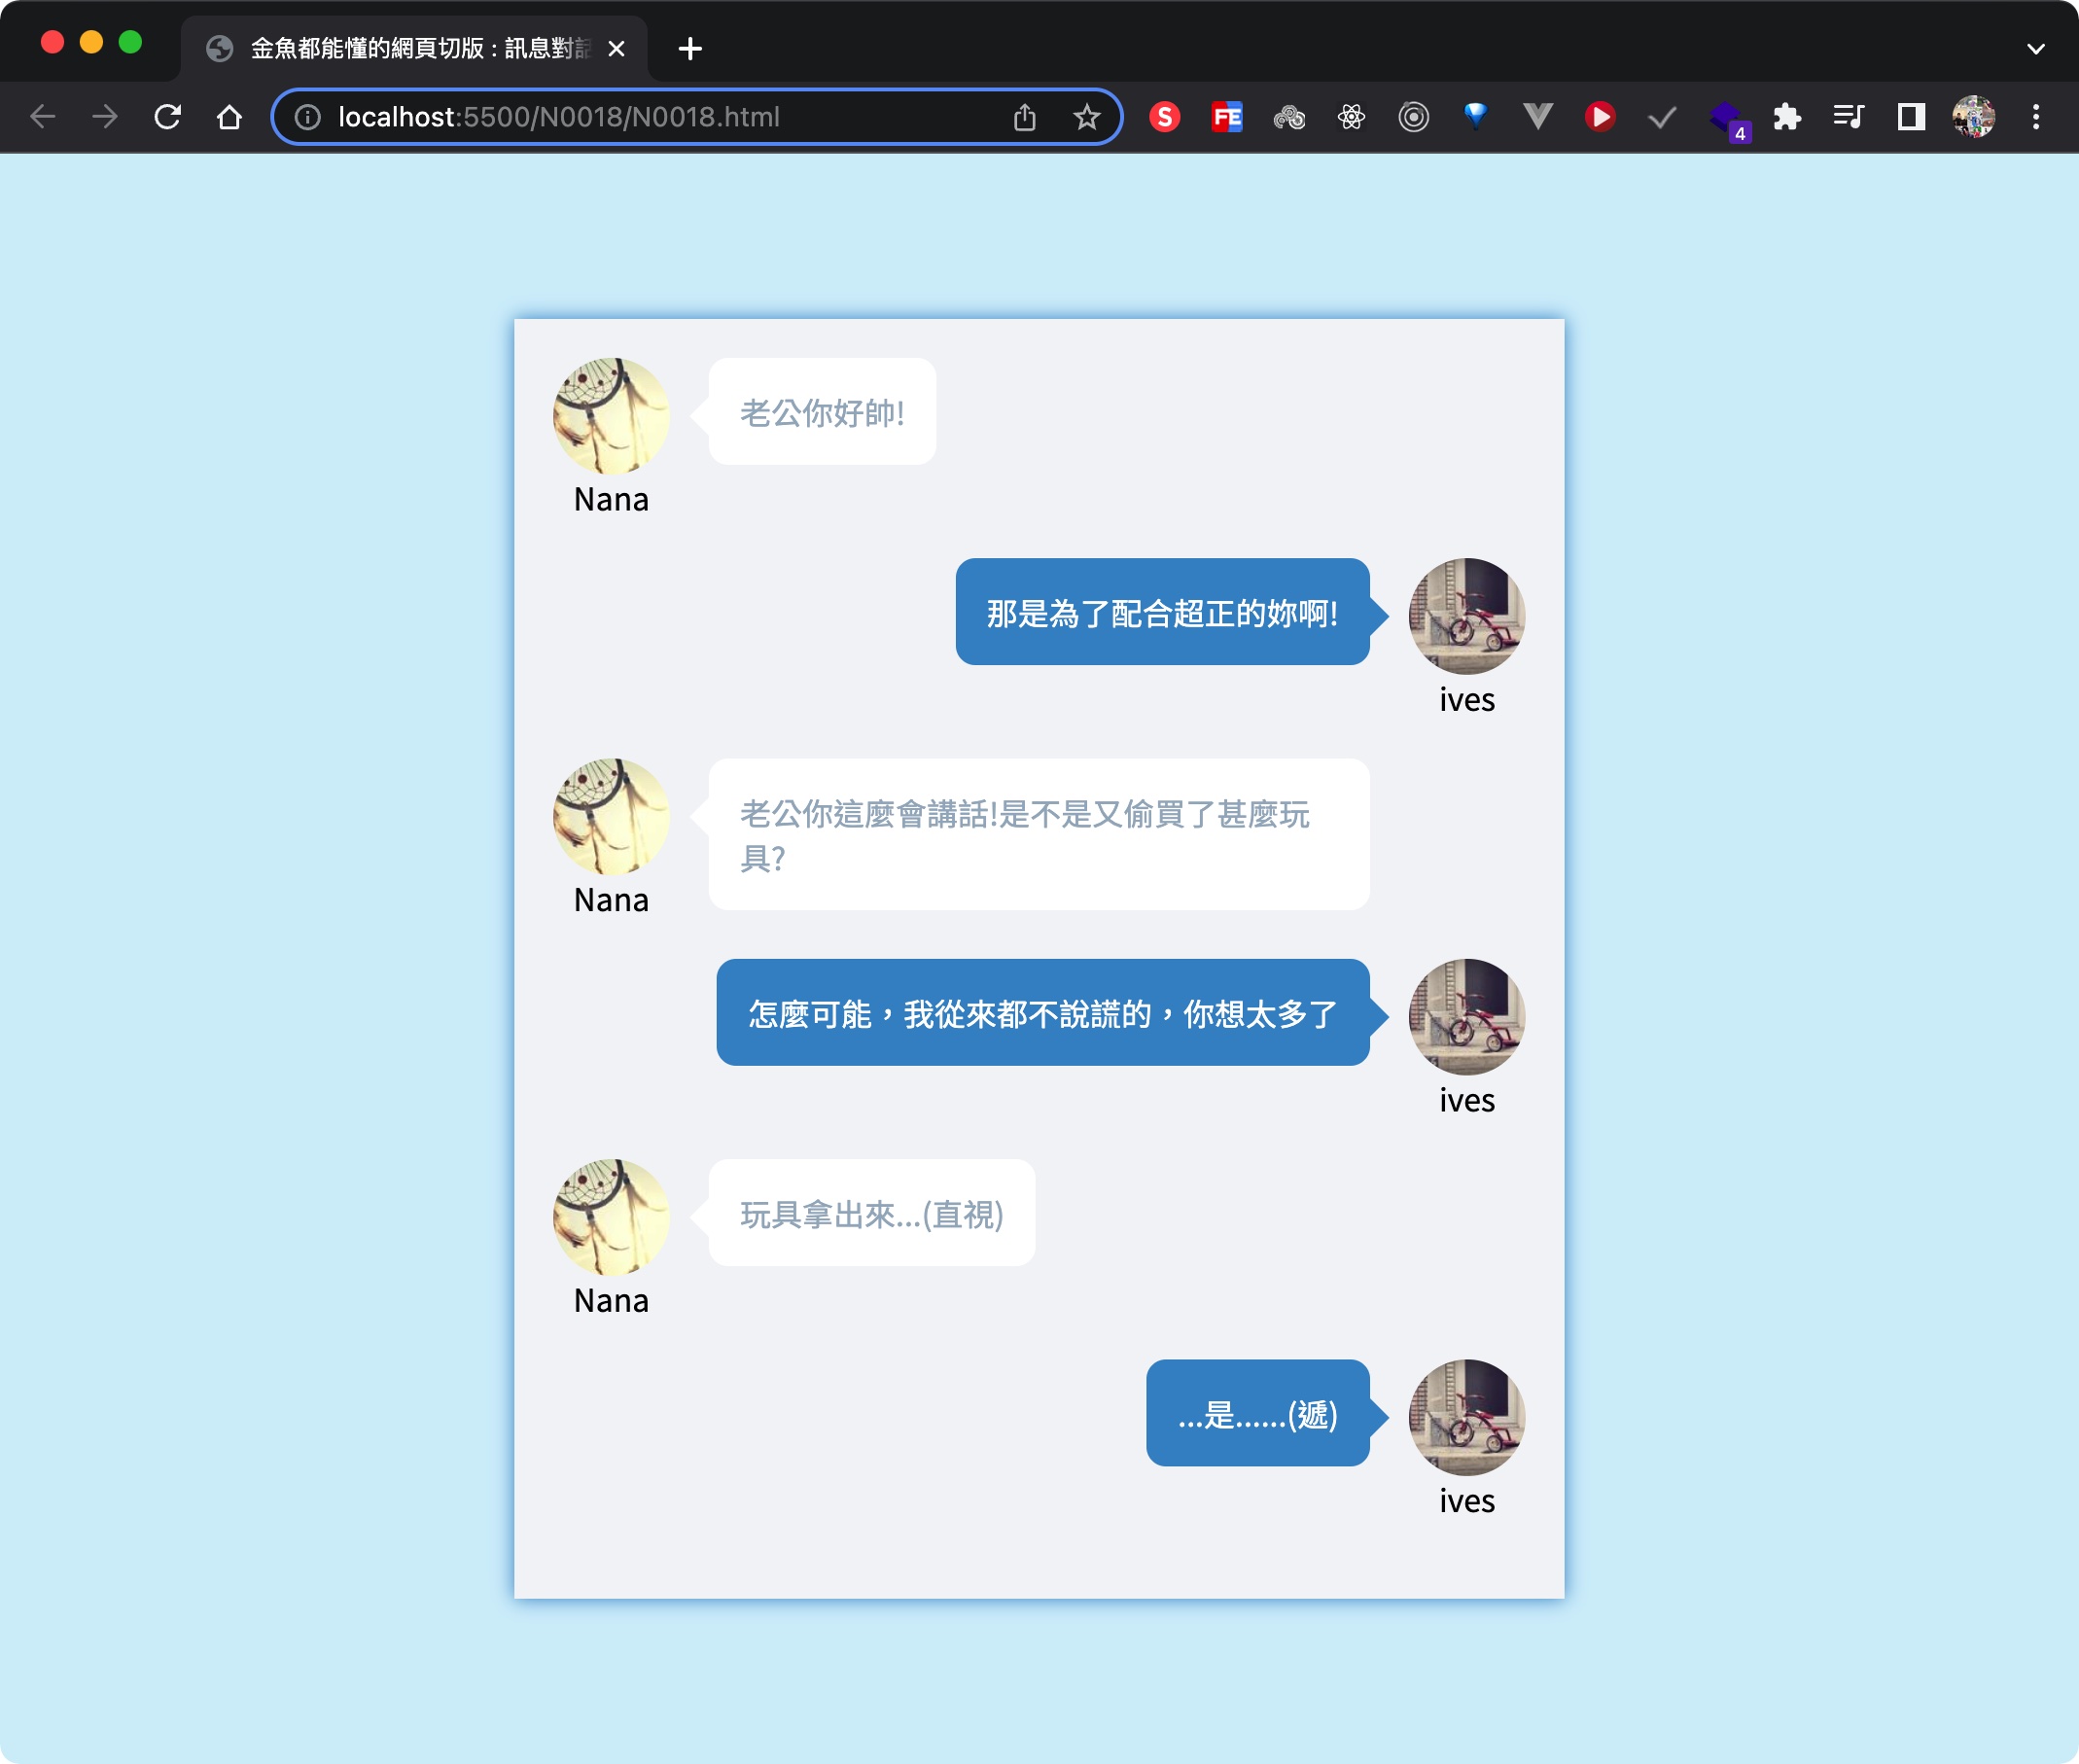 金魚都能懂的網頁切版 : 訊息對話
localhost:5500/N0018/N0018.html
S
FE
4
老公你好帥!
Nana
那是為了配合超正的妳啊!
ives
老公你這麼會講話!是不是又偷買了甚麼玩
具?
Nana
怎麼可能，我從來都不說謊的，你想太多了
ives
玩具拿出來...(直視)
Nana
...是......(遞)
ives